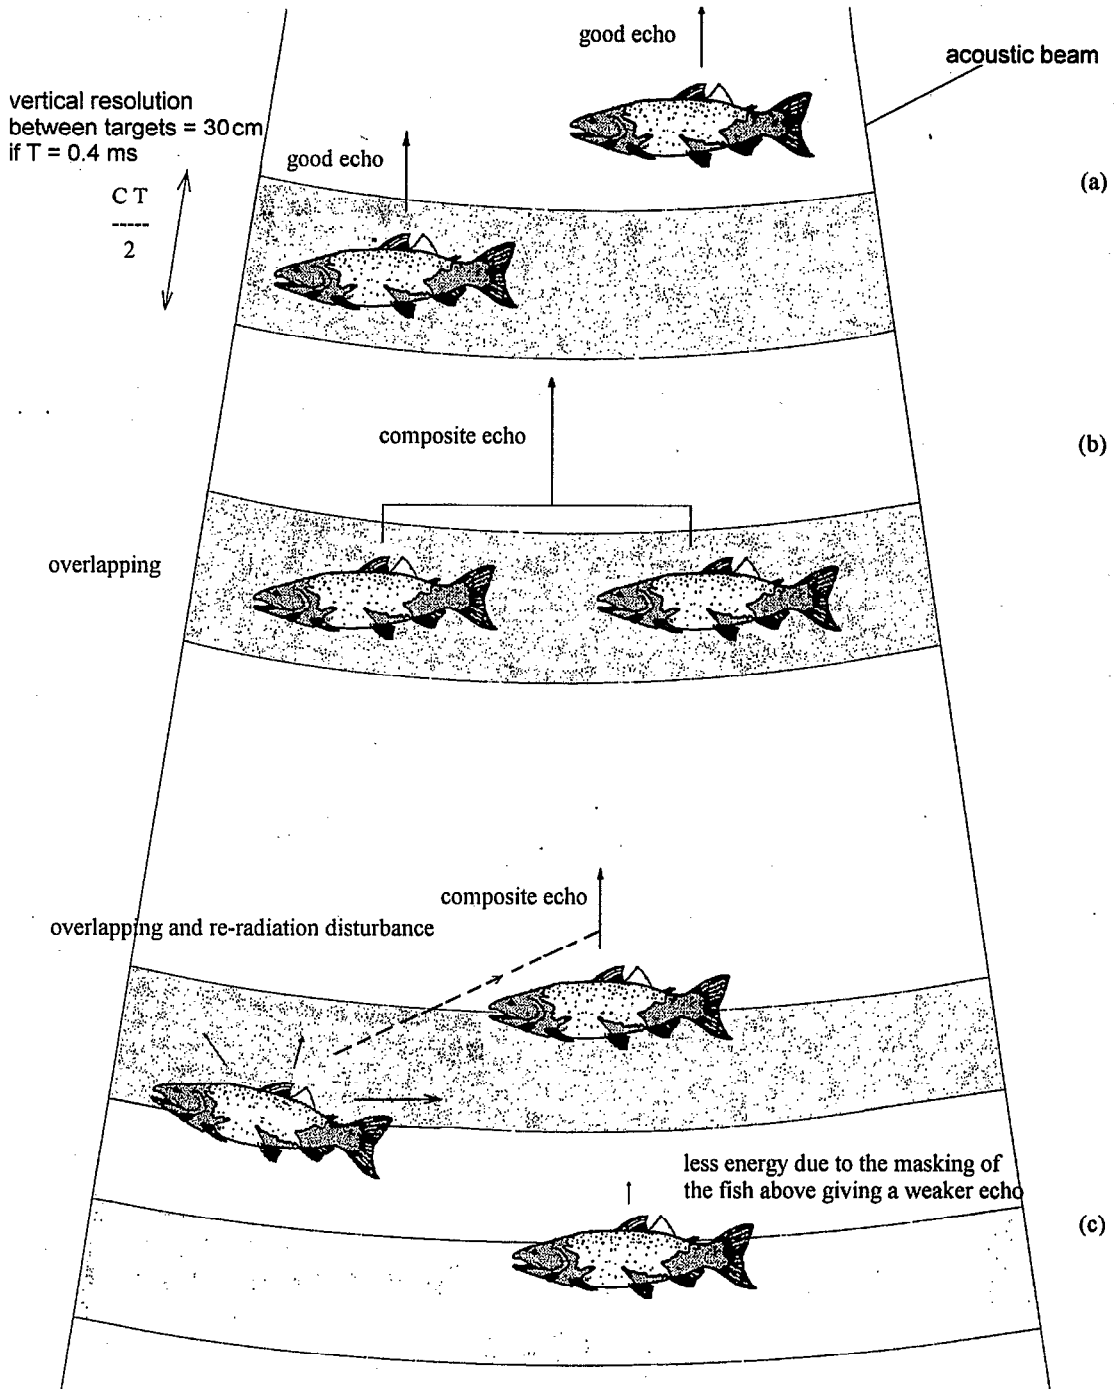 good echo
acoustic beam
vertical resolution
between targets = 30cm
if T = 0.4 ms
good echo
(a)
C T
-----
2
composite echo
(b)
overlapping
composite echo
overlapping and re-radiation disturbance
less energy due to the masking of
the fish above giving a weaker echo
(c)